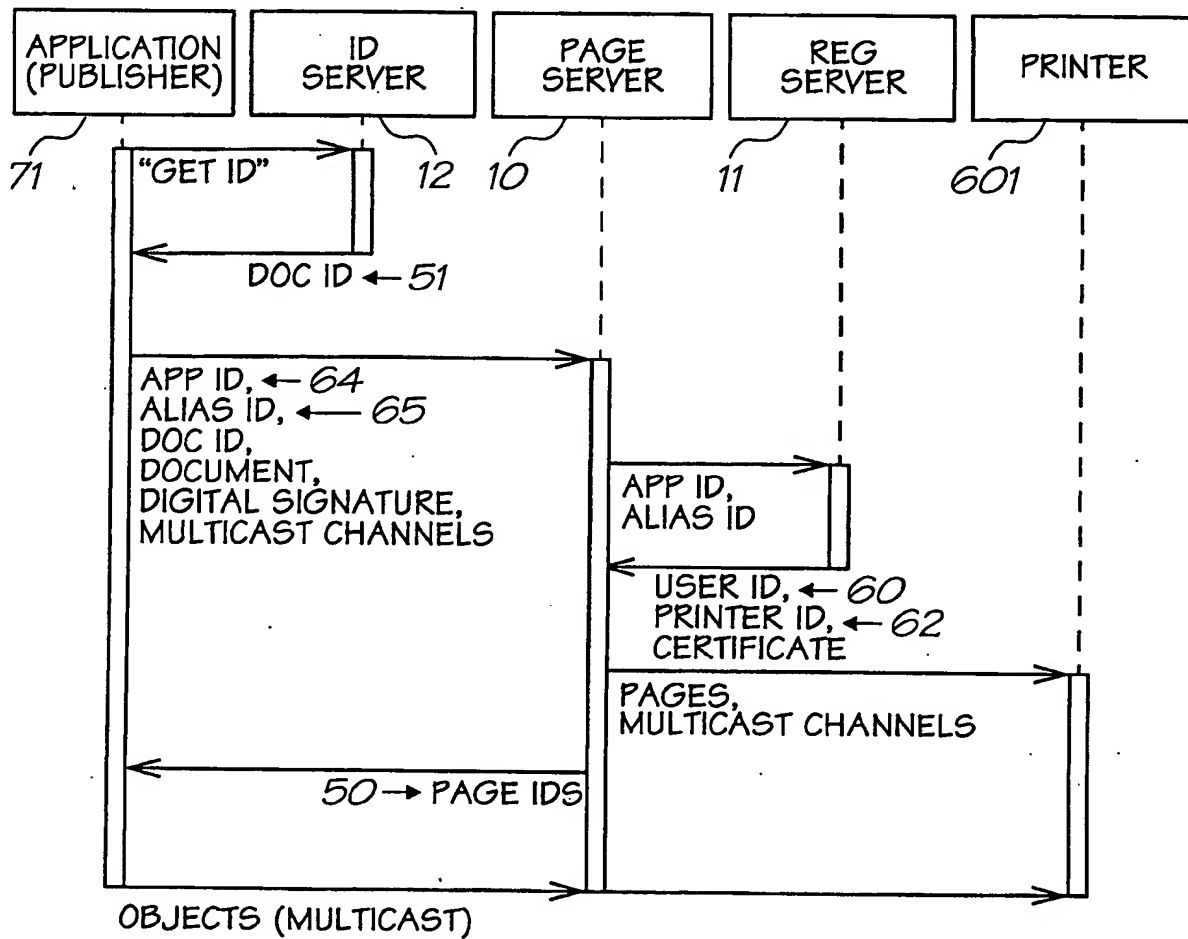 APPLICATION
(PUBLISHER)
ID
SERVER
PAGE
SERVER
REG
SERVER
PRINTER
71
12
10
11
601
"GET ID"
DOC ID ← 51
APP ID, ← 64
ALIAS ID, ← 65
DOC ID,
DOCUMENT,
DIGITAL SIGNATURE,
MULTICAST CHANNELS
APP ID,
ALIAS ID
USER ID, ← 60
PRINTER ID, ← 62
CERTIFICATE
PAGES,
MULTICAST CHANNELS
50 → PAGE IDS
OBJECTS (MULTICAST)